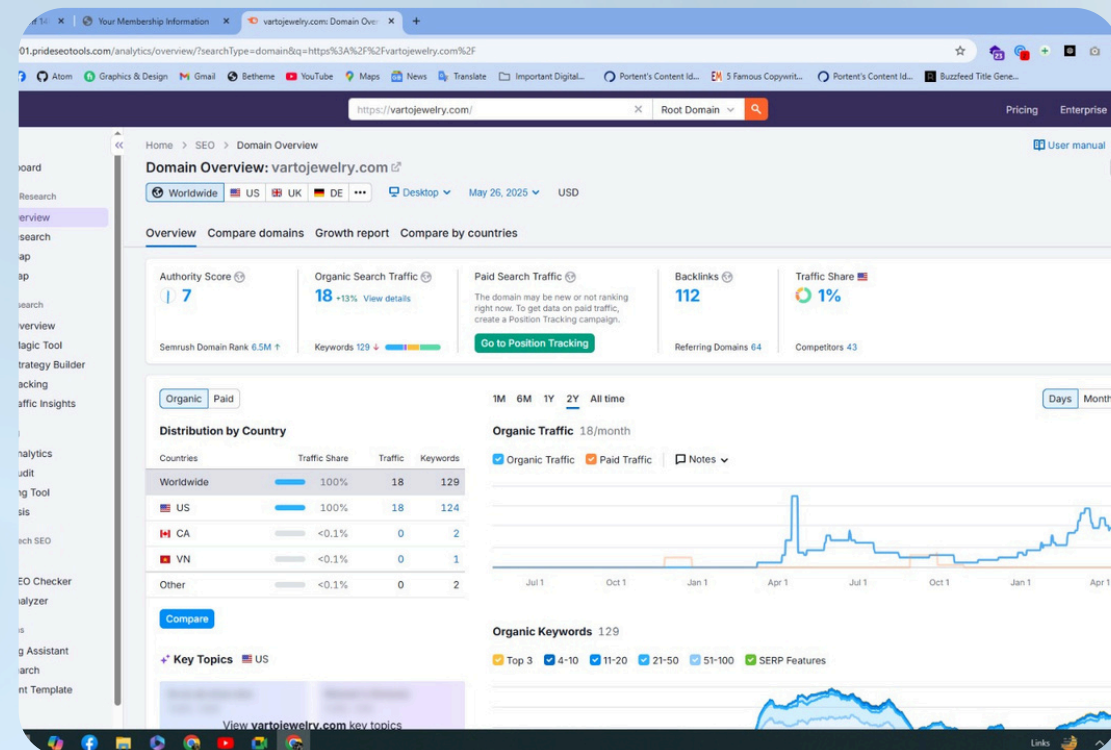 Your Membership Information
vartojewelry.com: Domain Over
01.prideseotools.com/analytics/overview/?searchType=domain&q=https%3A%2F%2Fvartojewelry.com%2F
Atom Graphics & Design Gmail Betheme YouTube Maps News Translate Important Digital... Portent's Content Id... 5 Famous Copywrit... Portent's Content Id... Buzzfeed Title Gene...
https://vartojewelry.com/ Root Domain Pricing Enterprise
Home > SEO > Domain Overview User manual
Domain Overview: vartojewelry.com
Worldwide US UK DE ••• Desktop May 26, 2025 USD
Overview Compare domains Growth report Compare by countries
oard
Research
erview
search
ap
ap
search
verview
Magic Tool
trategy Builder
acking
affic Insights
nalytics
udit
ng Tool
sis
ech SEO
EO Checker
nalyzer
g Assistant
arch
nt Template
Authority Score
7
Semrush Domain Rank 6.5M ↑
Organic Search Traffic
18 +13% View details
Keywords 129 ↓
Paid Search Traffic
The domain may be new or not ranking
right now. To get data on paid traffic,
create a Position Tracking campaign.
Go to Position Tracking
Backlinks
112
Referring Domains 64
Traffic Share
1%
Competitors 43
Organic Paid
Distribution by Country
Countries Traffic Share Traffic Keywords
Worldwide 100% 18 129
US 100% 18 124
CA <0.1% 0 2
VN <0.1% 0 1
Other <0.1% 0 2
Compare
Key Topics US
View vartojewelry.com key topics
1M 6M 1Y 2Y All time Days Month
Organic Traffic 18/month
Organic Traffic Paid Traffic Notes
Jul 1 Oct 1 Jan 1 Apr 1 Jul 1 Oct 1 Jan 1 Apr 1
Organic Keywords 129
Top 3 4-10 11-20 21-50 51-100 SERP Features
Links